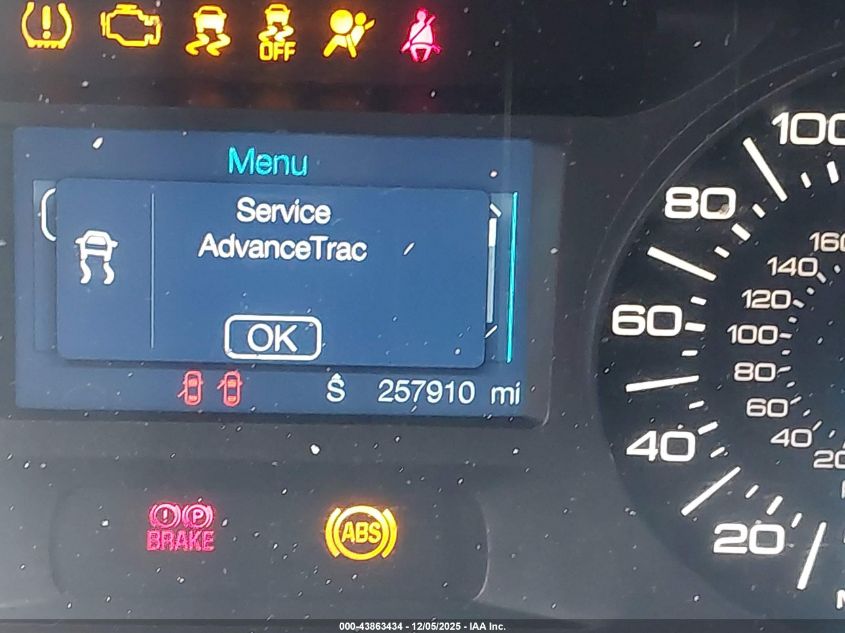 OFF
Menu
Service
AdvanceTrac
OK
S 257910 mi
P
BRAKE
ABS
100
80
60
40
20
160
140
120
100
80
60
40
20
000-43863434 - 12/05/2025 - IAA Inc.